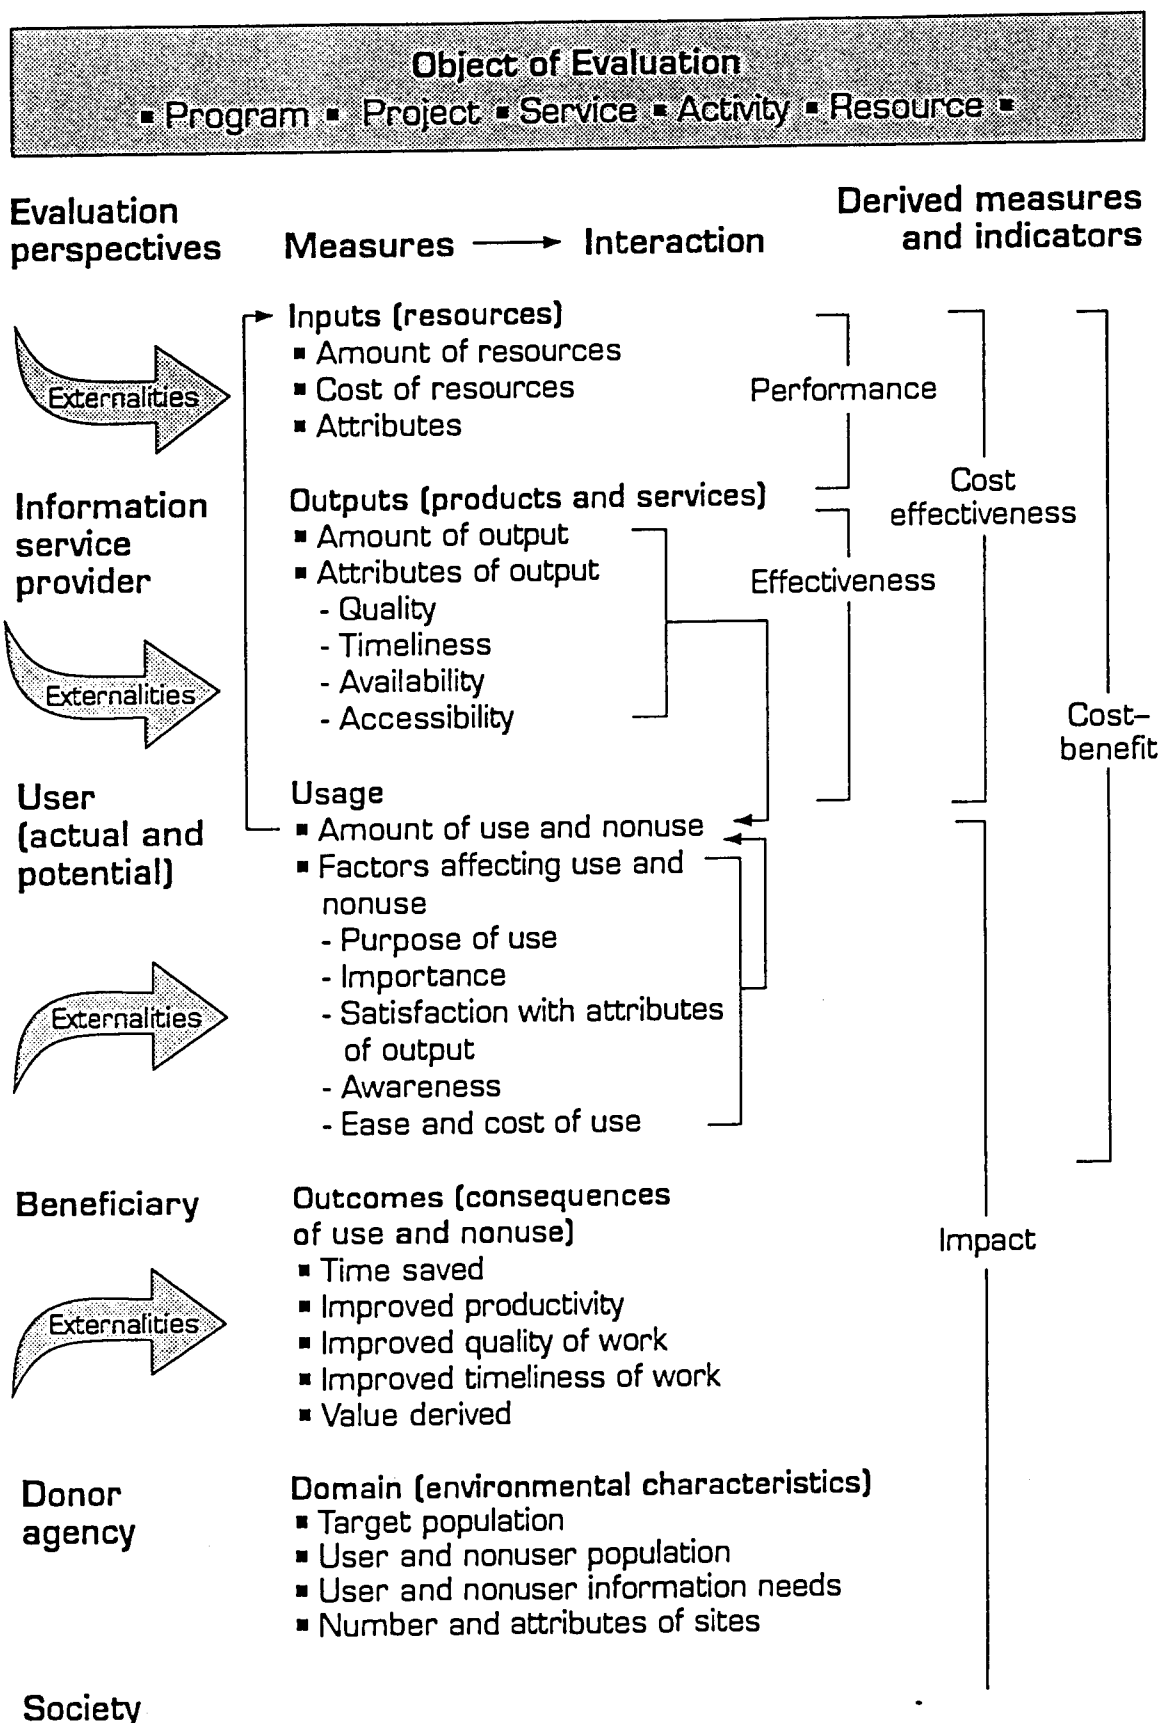 Object of Evaluation
▪ Program ▪ Project ▪ Service ▪ Activity ▪ Resource ▪
Evaluation
perspectives
Measures → Interaction
Derived measures
and indicators
Externalities
Information
service
provider
Externalities
User
(actual and
potential)
Externalities
Beneficiary
Externalities
Donor
agency
Society
Inputs (resources)
▪ Amount of resources
▪ Cost of resources
▪ Attributes
Outputs (products and services)
▪ Amount of output
▪ Attributes of output
- Quality
- Timeliness
- Availability
- Accessibility
Usage
▪ Amount of use and nonuse
▪ Factors affecting use and
nonuse
- Purpose of use
- Importance
- Satisfaction with attributes
of output
- Awareness
- Ease and cost of use
Outcomes (consequences
of use and nonuse)
▪ Time saved
▪ Improved productivity
▪ Improved quality of work
▪ Improved timeliness of work
▪ Value derived
Domain (environmental characteristics)
▪ Target population
▪ User and nonuser population
▪ User and nonuser information needs
▪ Number and attributes of sites
Performance
Effectiveness
Cost
effectiveness
Cost–
benefit
Impact